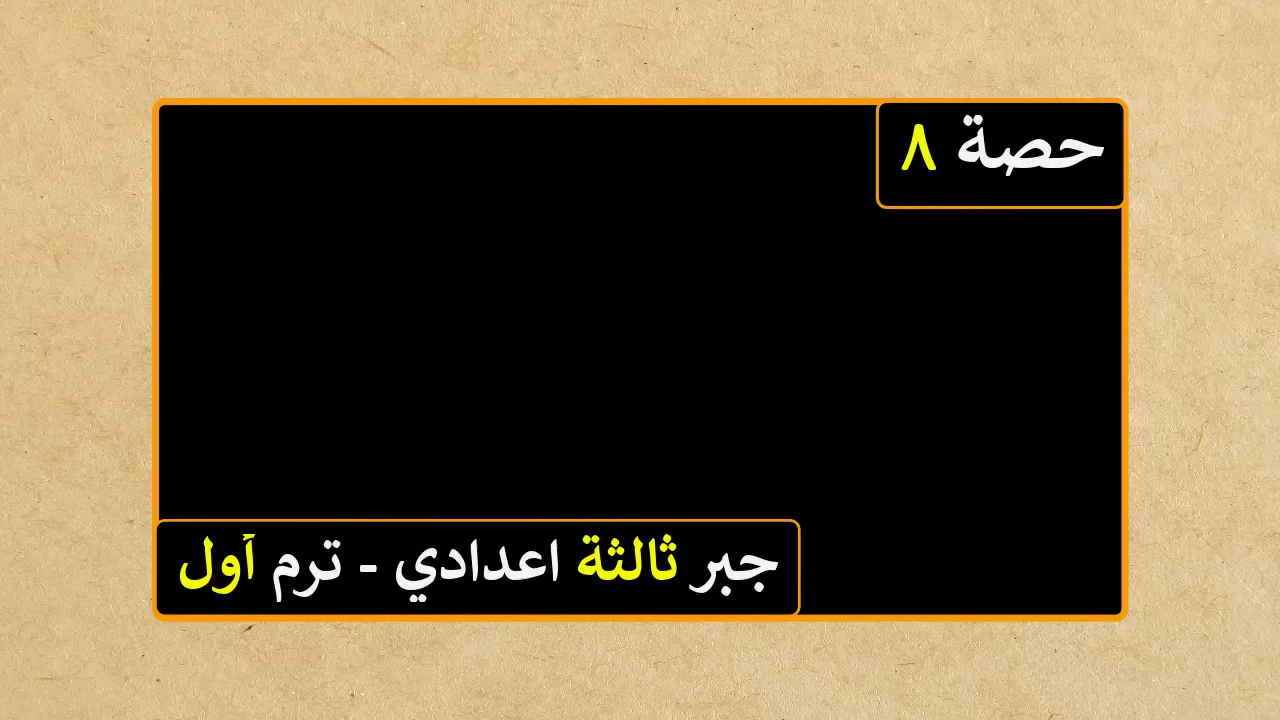 حصة ٨
جبر ثالثة اعدادي - ترم أول